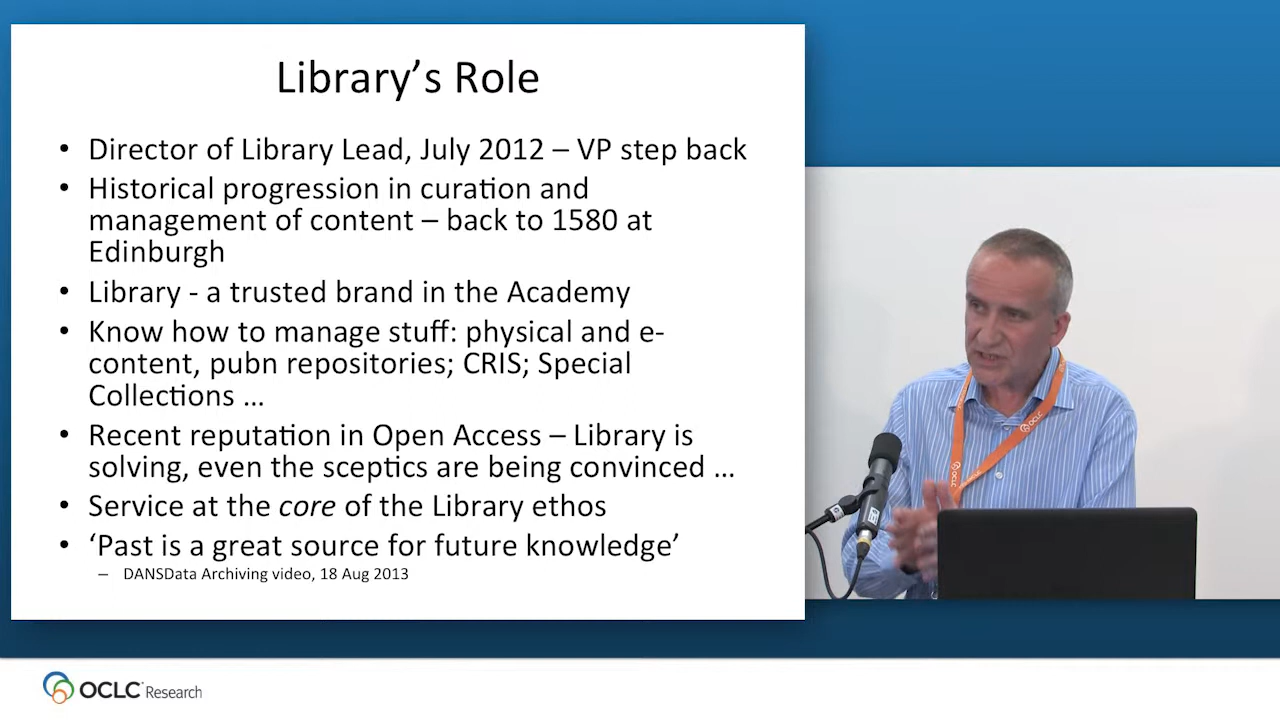 Library's Role
• Director of Library Lead, July 2012 – VP step back
• Historical progression in curation and
management of content – back to 1580 at
Edinburgh
• Library - a trusted brand in the Academy
• Know how to manage stuff: physical and e-
content, pubn repositories; CRIS; Special
Collections ...
• Recent reputation in Open Access – Library is
solving, even the sceptics are being convinced ...
• Service at the core of the Library ethos
• ‘Past is a great source for future knowledge’
– DANSData Archiving video, 18 Aug 2013
OCLC
OCLC
OCLC Research